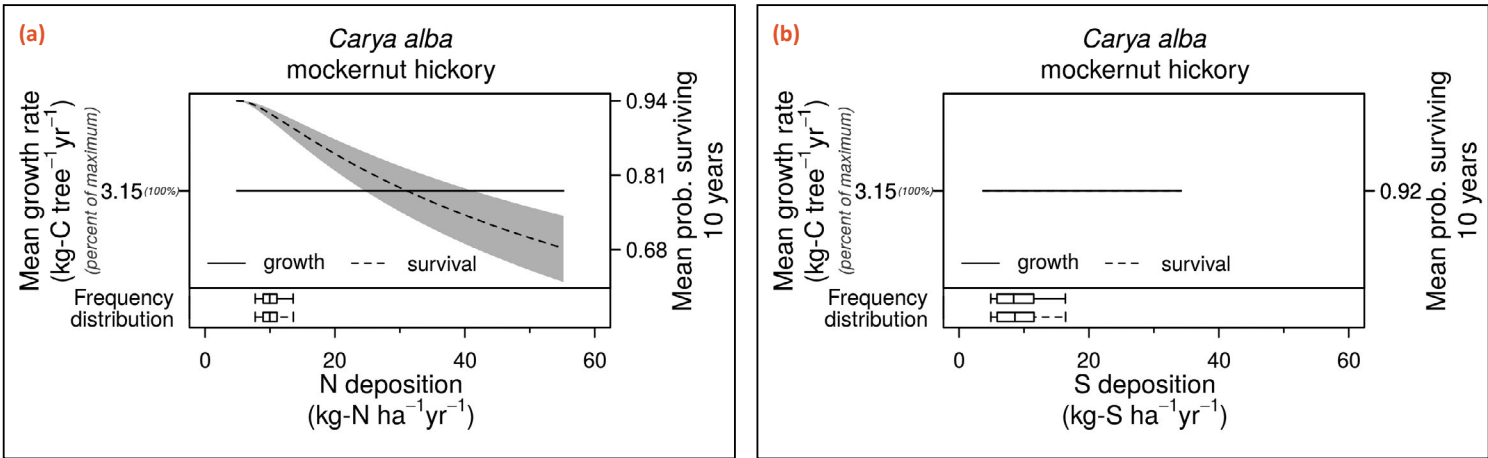 (a)
Carya alba
mockernut hickory
Mean growth rate
(kg-C tree⁻¹yr⁻¹)
(percent of maximum)
3.15 (100%)
0.94
0.81
0.68
Mean prob. surviving
10 years
growth
survival
Frequency
distribution
0
20
40
60
N deposition
(kg-N ha⁻¹yr⁻¹)
(b)
Carya alba
mockernut hickory
Mean growth rate
(kg-C tree⁻¹yr⁻¹)
(percent of maximum)
3.15 (100%)
0.92
Mean prob. surviving
10 years
growth
survival
Frequency
distribution
0
20
40
60
S deposition
(kg-S ha⁻¹yr⁻¹)